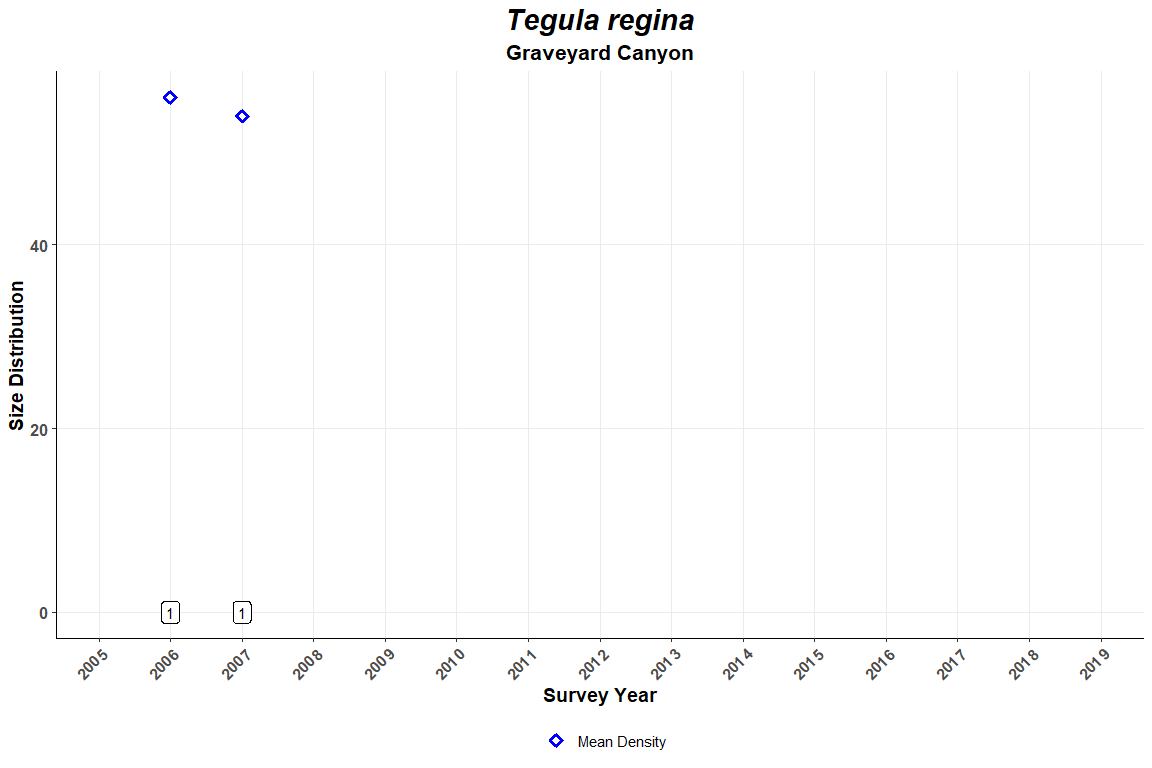 Tegula regina
Graveyard Canyon
Size Distribution
40
20
0
1 1
2005 2006 2007 2008 2009 2010 2011 2012 2013 2014 2015 2016 2017 2018 2019
Survey Year
Mean Density